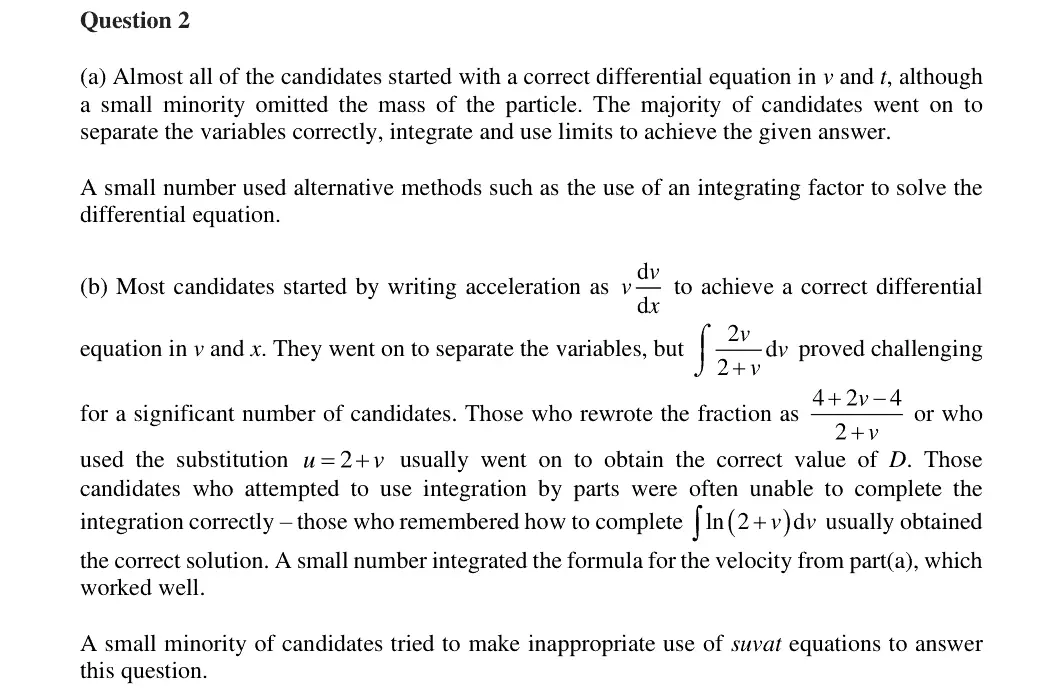 Question 2
(a) Almost all of the candidates started with a correct differential equation in v and t, although
a small minority omitted the mass of the particle. The majority of candidates went on to
separate the variables correctly, integrate and use limits to achieve the given answer.
A small number used alternative methods such as the use of an integrating factor to solve the
differential equation.
(b) Most candidates started by writing acceleration as v dv/dx to achieve a correct differential
equation in v and x. They went on to separate the variables, but ∫ 2v/(2+v) dv proved challenging
for a significant number of candidates. Those who rewrote the fraction as (4+2v−4)/(2+v) or who
used the substitution u=2+v usually went on to obtain the correct value of D. Those
candidates who attempted to use integration by parts were often unable to complete the
integration correctly – those who remembered how to complete ∫ln(2+v)dv usually obtained
the correct solution. A small number integrated the formula for the velocity from part(a), which
worked well.
A small minority of candidates tried to make inappropriate use of suvat equations to answer
this question.